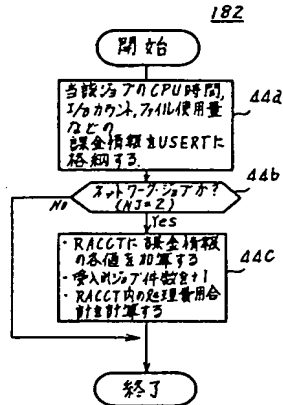 182
開始
当該ジョブのCPU時間,
I/oカウント,ファイル使用量
などの
課金情報をUSERTに
格納する.
44a
ネットワーク・ジョブか?
(NJ=2)
44b
No
Yes
・RACCTに課金情報
の各値を加算する
・受入れジョブ件数を+1
・RACCT内の処理費用合
計を計算する
44c
終了